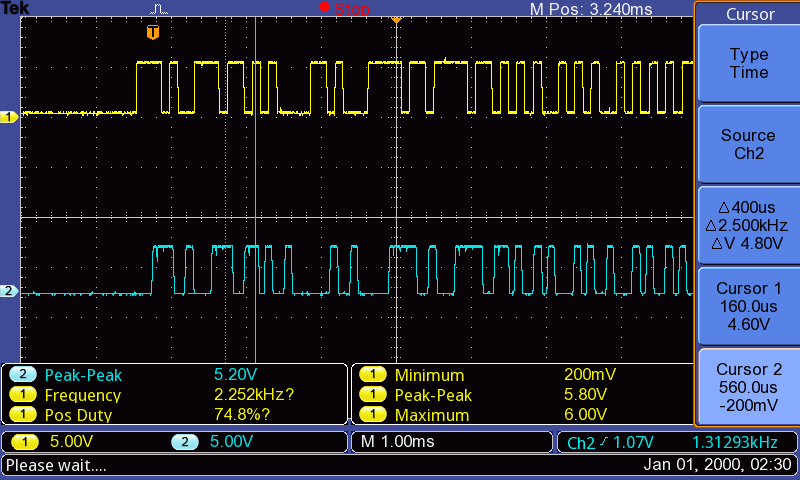 Tek Stop M Pos: 3.240ms Cursor
T
Type
Time
1
Source
Ch2
Δ400us
Δ2.500kHz
ΔV 4.80V
2
Cursor 1
160.0us
4.60V
Cursor 2
560.0us
-200mV
2 Peak-Peak 5.20V 1 Minimum 200mV
1 Frequency 2.252kHz? 1 Peak-Peak 5.80V
1 Pos Duty 74.8%? 1 Maximum 6.00V
1 5.00V 2 5.00V M 1.00ms Ch2 / 1.07V 1.31293kHz
Please wait.... Jan 01, 2000, 02:30